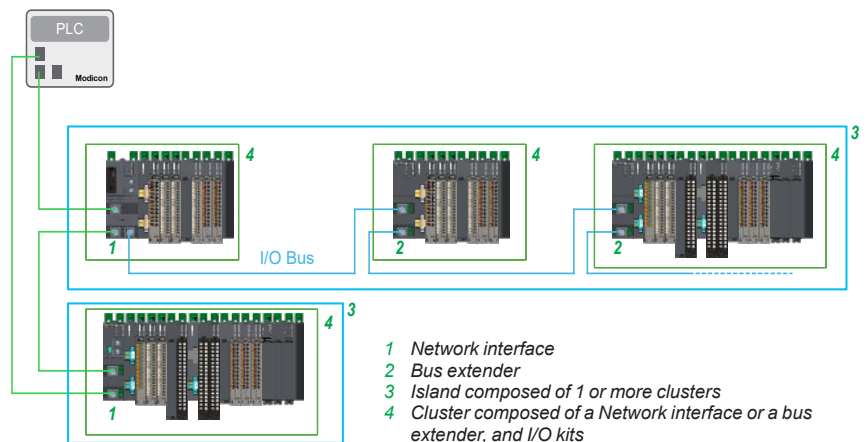 PLC
Modicon
3
4
4
4
1
I/O Bus
2
2
3
4
1
1 Network interface
2 Bus extender
3 Island composed of 1 or more clusters
4 Cluster composed of a Network interface or a bus
extender, and I/O kits